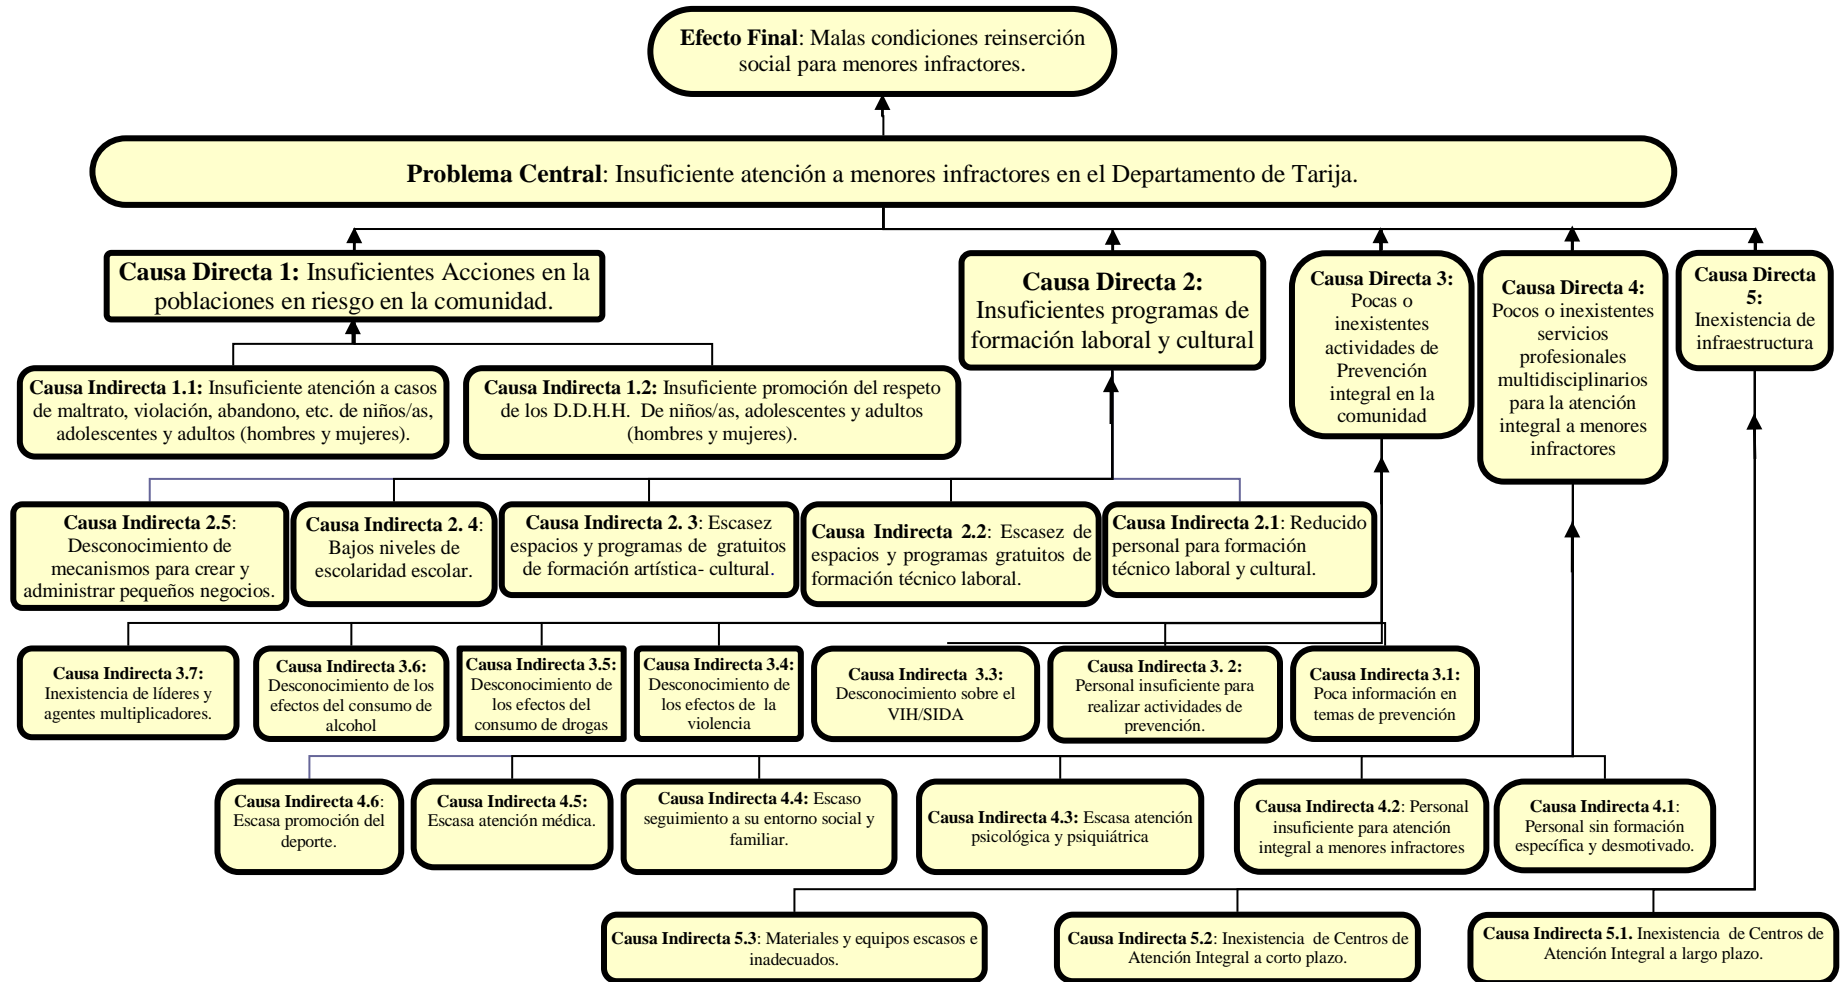 Efecto Final: Malas condiciones reinserción
social para menores infractores.
Problema Central: Insuficiente atención a menores infractores en el Departamento de Tarija.
Causa Directa 1: Insuficientes Acciones en la
poblaciones en riesgo en la comunidad.
Causa Directa 2:
Insuficientes programas de
formación laboral y cultural
Causa Directa 3:
Pocas o
inexistentes
actividades de
Prevención
integral en la
comunidad
Causa Directa 4:
Pocos o inexistentes
servicios
profesionales
multidisciplinarios
para la atención
integral a menores
infractores
Causa Directa
5:
Inexistencia de
infraestructura
Causa Indirecta 1.1: Insuficiente atención a casos
de maltrato, violación, abandono, etc. de niños/as,
adolescentes y adultos (hombres y mujeres).
Causa Indirecta 1.2: Insuficiente promoción del respeto
de los D.D.H.H. De niños/as, adolescentes y adultos
(hombres y mujeres).
Causa Indirecta 2.5:
Desconocimiento de
mecanismos para crear y
administrar pequeños negocios.
Causa Indirecta 2. 4:
Bajos niveles de
escolaridad escolar.
Causa Indirecta 2. 3: Escasez
espacios y programas de gratuitos
de formación artística- cultural.
Causa Indirecta 2.2: Escasez de
espacios y programas gratuitos de
formación técnico laboral.
Causa Indirecta 2.1: Reducido
personal para formación
técnico laboral y cultural.
Causa Indirecta 3.7:
Inexistencia de líderes y
agentes multiplicadores.
Causa Indirecta 3.6:
Desconocimiento de los
efectos del consumo de
alcohol
Causa Indirecta 3.5:
Desconocimiento de
los efectos del
consumo de drogas
Causa Indirecta 3.4:
Desconocimiento de
los efectos de la
violencia
Causa Indirecta 3.3:
Desconocimiento sobre el
VIH/SIDA
Causa Indirecta 3. 2:
Personal insuficiente para
realizar actividades de
prevención.
Causa Indirecta 3.1:
Poca información en
temas de prevención
Causa Indirecta 4.6:
Escasa promoción del
deporte.
Causa Indirecta 4.5:
Escasa atención médica.
Causa Indirecta 4.4: Escaso
seguimiento a su entorno social y
familiar.
Causa Indirecta 4.3: Escasa atención
psicológica y psiquiátrica
Causa Indirecta 4.2: Personal
insuficiente para atención
integral a menores infractores
Causa Indirecta 4.1:
Personal sin formación
específica y desmotivado.
Causa Indirecta 5.3: Materiales y equipos escasos e
inadecuados.
Causa Indirecta 5.2: Inexistencia de Centros de
Atención Integral a corto plazo.
Causa Indirecta 5.1. Inexistencia de Centros de
Atención Integral a largo plazo.